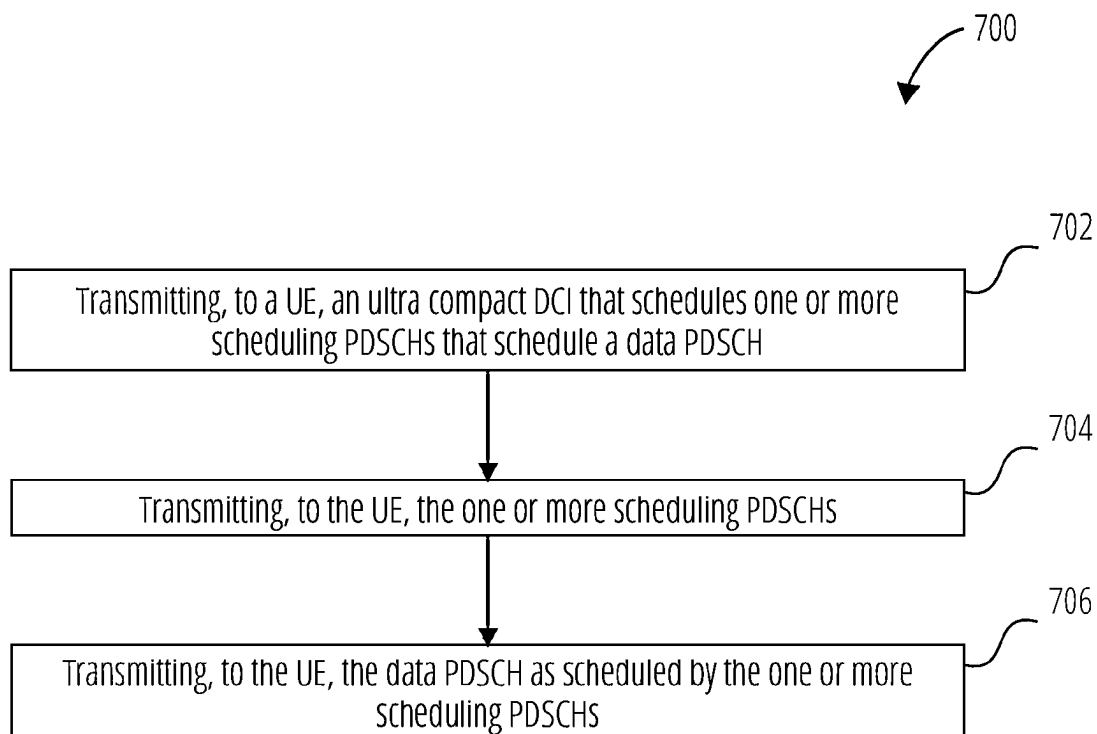 700
702
Transmitting, to a UE, an ultra compact DCI that schedules one or more
scheduling PDSCHs that schedule a data PDSCH
704
Transmitting, to the UE, the one or more scheduling PDSCHs
706
Transmitting, to the UE, the data PDSCH as scheduled by the one or more
scheduling PDSCHs